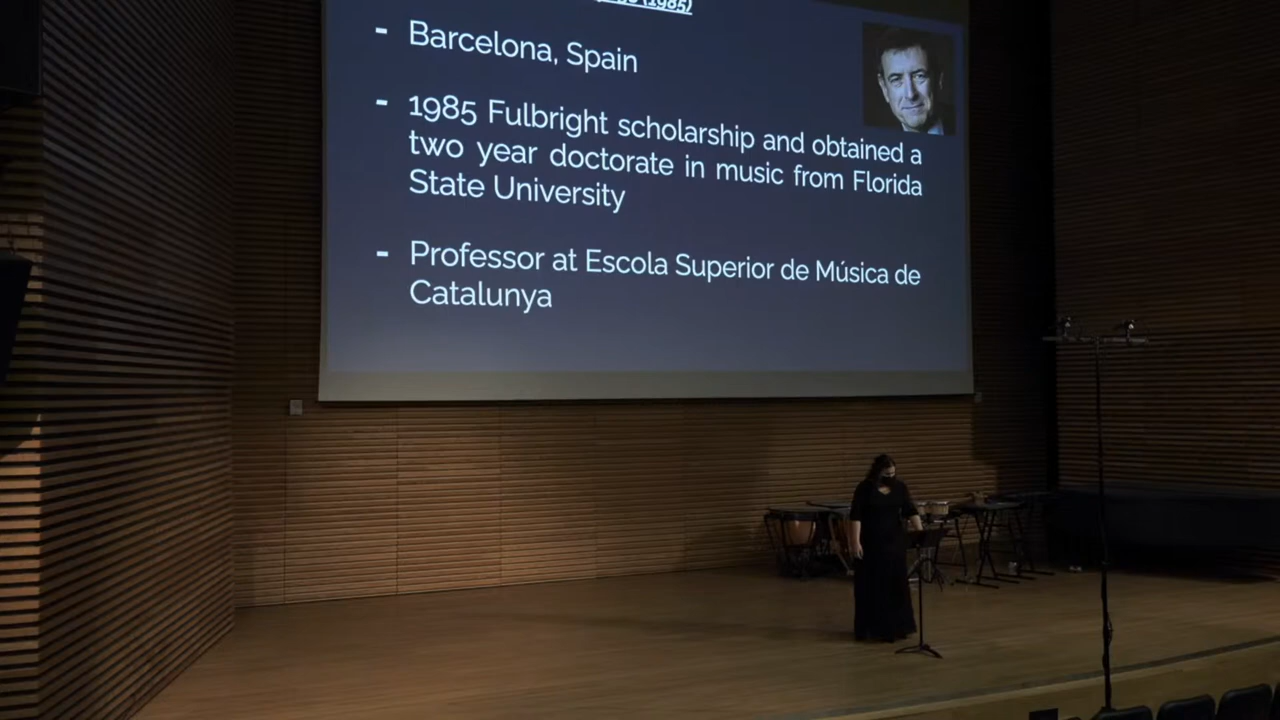 (1985)
- Barcelona, Spain
- 1985 Fulbright scholarship and obtained a
two year doctorate in music from Florida
State University
- Professor at Escola Superior de Música de
Catalunya